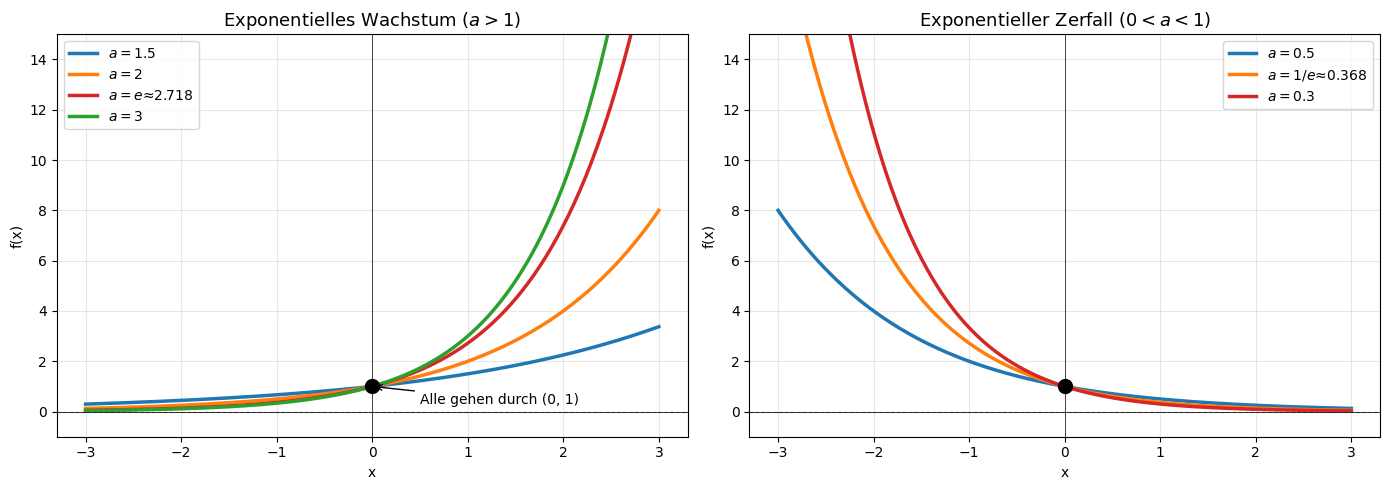 Exponentielles Wachstum (a > 1)
a = 1.5
a = 2
a = e≈2.718
a = 3
14
12
10
8
6
4
2
0
f(x)
Alle gehen durch (0, 1)
−3 −2 −1 0 1 2 3
x
Exponentieller Zerfall (0 < a < 1)
a = 0.5
a = 1/e≈0.368
a = 0.3
14
12
10
8
6
4
2
0
f(x)
−3 −2 −1 0 1 2 3
x